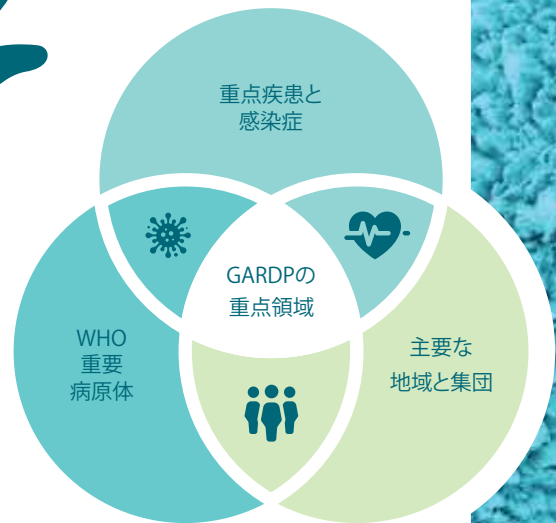 重点疾患と
感染症
GARDPの
重点領域
WHO
重要
病原体
主要な
地域と集団